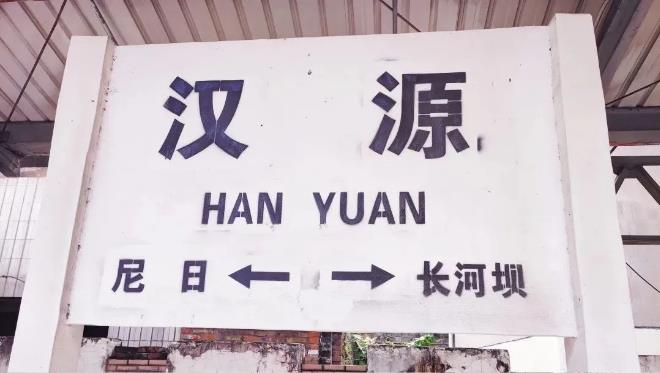 汉 源
HAN YUAN
尼 日 ←  → 长河坝